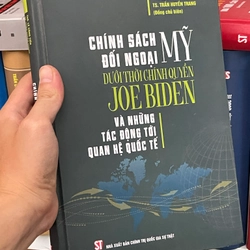 TS. TRẦN HUYỀN TRANG
(Đồng chủ biên)
CHÍNH SÁCH
ĐỐI NGOẠI MỸ
DƯỚI THỜI CHÍNH QUYỀN
JOE BIDEN
VÀ NHỮNG
TÁC ĐỘNG TỚI
QUAN HỆ QUỐC TẾ
ST
NHÀ XUẤT BẢN CHÍNH TRỊ QUỐC GIA SỰ THẬT